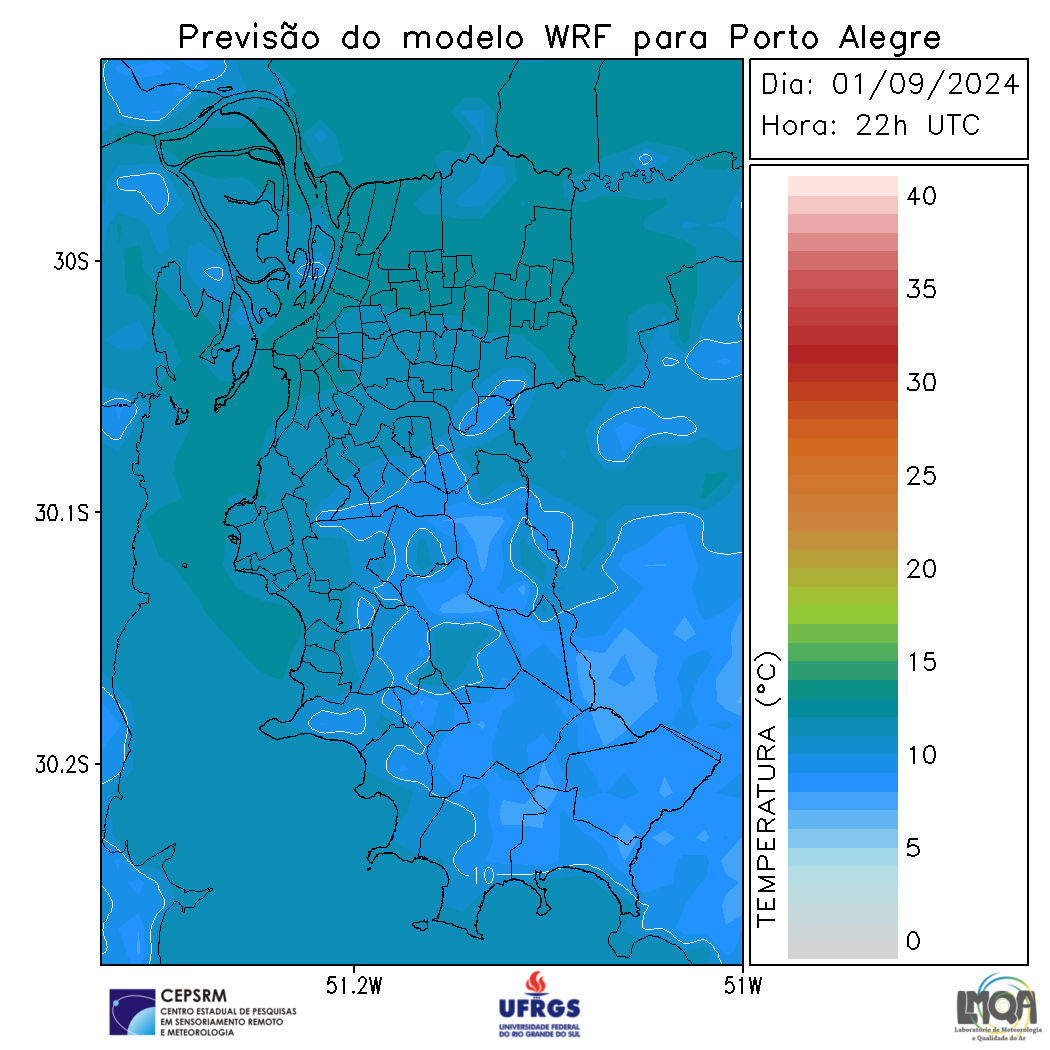 Previsão do modelo WRF para Porto Alegre
Dia: 01/09/2024
Hora: 22h UTC
30S
30.1S
30.2S
51.2W
51W
10
TEMPERATURA (°C)
40
35
30
25
20
15
10
5
0
CEPSRM
CENTRO ESTADUAL DE PESQUISAS
EM SENSORIAMENTO REMOTO
E METEOROLOGIA
UFRGS
UNIVERSIDADE FEDERAL
DO RIO GRANDE DO SUL
LMQA
Laboratório de Meteorologia
e Qualidade do Ar